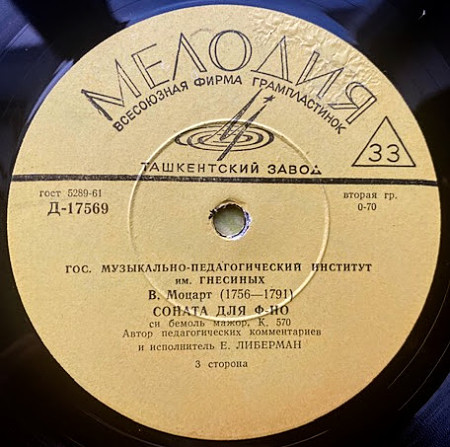 МЕЛОДИЯ
ВСЕСОЮЗНАЯ ФИРМА ГРАМПЛАСТИНОК
ТАШКЕНТСКИЙ ЗАВОД
33
гост 5289-61
Д-17569
вторая гр.
0-70
ГОС. МУЗЫКАЛЬНО-ПЕДАГОГИЧЕСКИЙ ИНСТИТУТ
им. ГНЕСИНЫХ
В. Моцарт (1756—1791)
СОНАТА ДЛЯ Ф-НО
си бемоль мажор, К. 570
Автор педагогических комментариев
и исполнитель Е. ЛИБЕРМАН
3 сторона